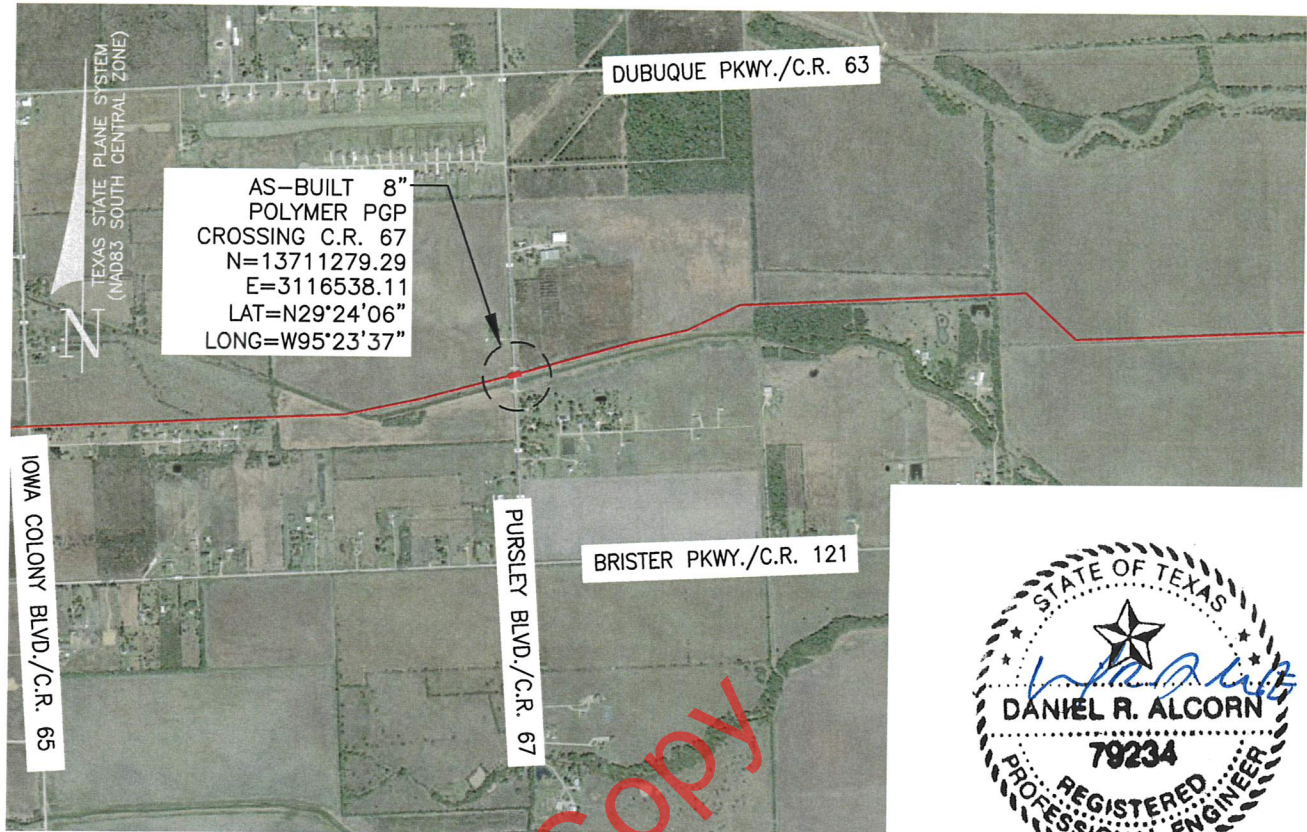 TEXAS STATE PLANE SYSTEM
(NAD83 SOUTH CENTRAL ZONE)
N
DUBUQUE PKWY./C.R. 63
AS-BUILT 8"
POLYMER PGP
CROSSING C.R. 67
N=13711279.29
E=3116538.11
LAT=N29°24'06"
LONG=W95°23'37"
IOWA COLONY BLVD./C.R. 65
PURSLEY BLVD./C.R. 67
BRISTER PKWY./C.R. 121
Copy
STATE OF TEXAS
DANIEL R. ALCORN
79234
REGISTERED
PROFESSIONAL ENGINEER